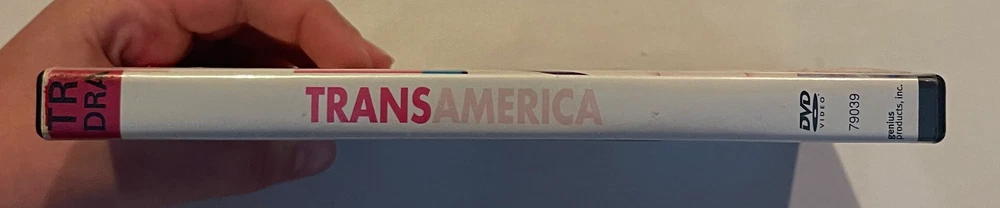 TR
DRA
TRANSAMERICA
DVD
VIDEO
79039
genius
products, inc.